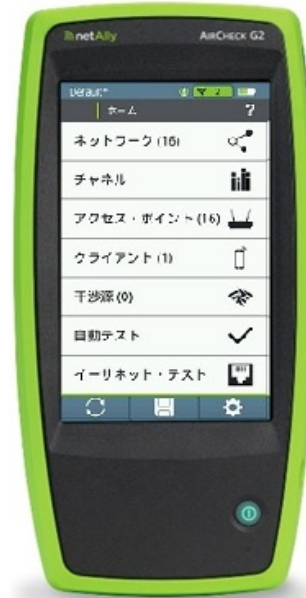 netAlly AirCheck G2
Default*
ホーム ?
ネットワーク (16)
チャネル
アクセス・ポイント (16)
クライアント (1)
干渉源 (0)
自動テスト
イーサネット・テスト